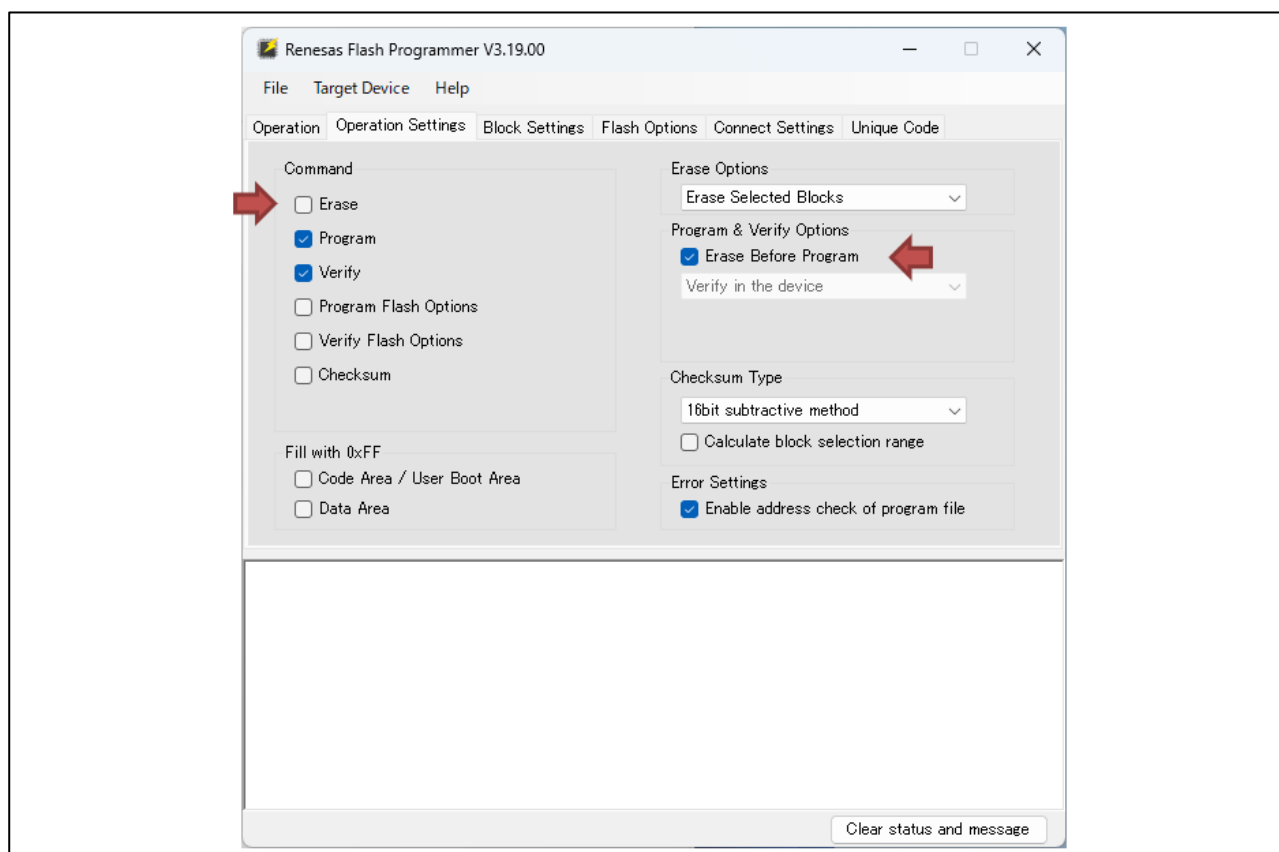 Renesas Flash Programmer V3.19.00
File Target Device Help
Operation Operation Settings Block Settings Flash Options Connect Settings Unique Code
Command
Erase
Program
Verify
Program Flash Options
Verify Flash Options
Checksum
Fill with 0xFF
Code Area / User Boot Area
Data Area
Erase Options
Erase Selected Blocks
Program & Verify Options
Erase Before Program
Verify in the device
Checksum Type
16bit subtractive method
Calculate block selection range
Error Settings
Enable address check of program file
Clear status and message